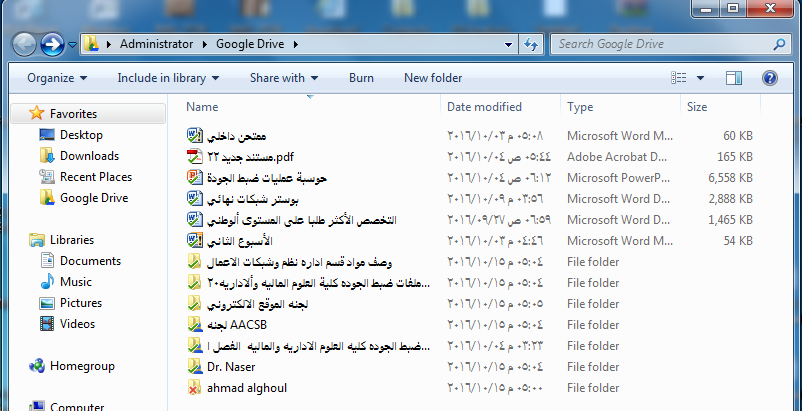 Administrator ▸ Google Drive ▸
Search Google Drive
Organize Include in library Share with Burn New folder
Favorites
Desktop
Downloads
Recent Places
Google Drive
Libraries
Documents
Music
Pictures
Videos
Homegroup
Computer
Name Date modified Type Size
ممتحن داخلي ٢٠١٦/١٠/٠٣ ٠٥:٠٨ م Microsoft Word M... 60 KB
مستند جديد ٢٢.pdf ٢٠١٦/١٠/٠٤ ٠٥:٤٤ ص Adobe Acrobat D... 165 KB
حوسبة عمليات ضبط الجودة ٢٠١٦/١٠/٠٤ ٠٦:١٢ ص Microsoft PowerP... 6,558 KB
بوستر شبكات نهائي ٢٠١٦/١٠/٠٩ ٠٣:٥٦ م Microsoft Word D... 2,888 KB
التخصص الأكثر طلبا على المستوى ألوطني ٢٠١٦/٠٩/٢٧ ٠٦:٥٩ ص Microsoft Word D... 1,465 KB
الأسبوع الثاني ٢٠١٦/١٠/٠٣ ٠٤:٤٦ م Microsoft Word M... 54 KB
وصف مواد قسم اداره نظم وشبكات الاعمال ٢٠١٦/١٠/١٥ ٠٥:٠٤ م File folder
ملفات ضبط الجوده كلية العلوم الماليه وألاداريه٢٠... ٢٠١٦/١٠/١٥ ٠٥:٠٤ م File folder
لجنه الموقع الالكتروني ٢٠١٦/١٠/١٥ ٠٥:٠٥ م File folder
لجنه AACSB ٢٠١٦/١٠/١٥ ٠٥:٠٤ م File folder
ضبط الجوده كليه العلوم الاداريه والماليه الفصل ا... ٢٠١٦/١٠/٠٤ ٠٣:٢٣ م File folder
Dr. Naser ٢٠١٦/١٠/١٥ ٠٥:٠٤ م File folder
ahmad alghoul ٢٠١٦/١٠/١٥ ٠٥:٠٠ م File folder